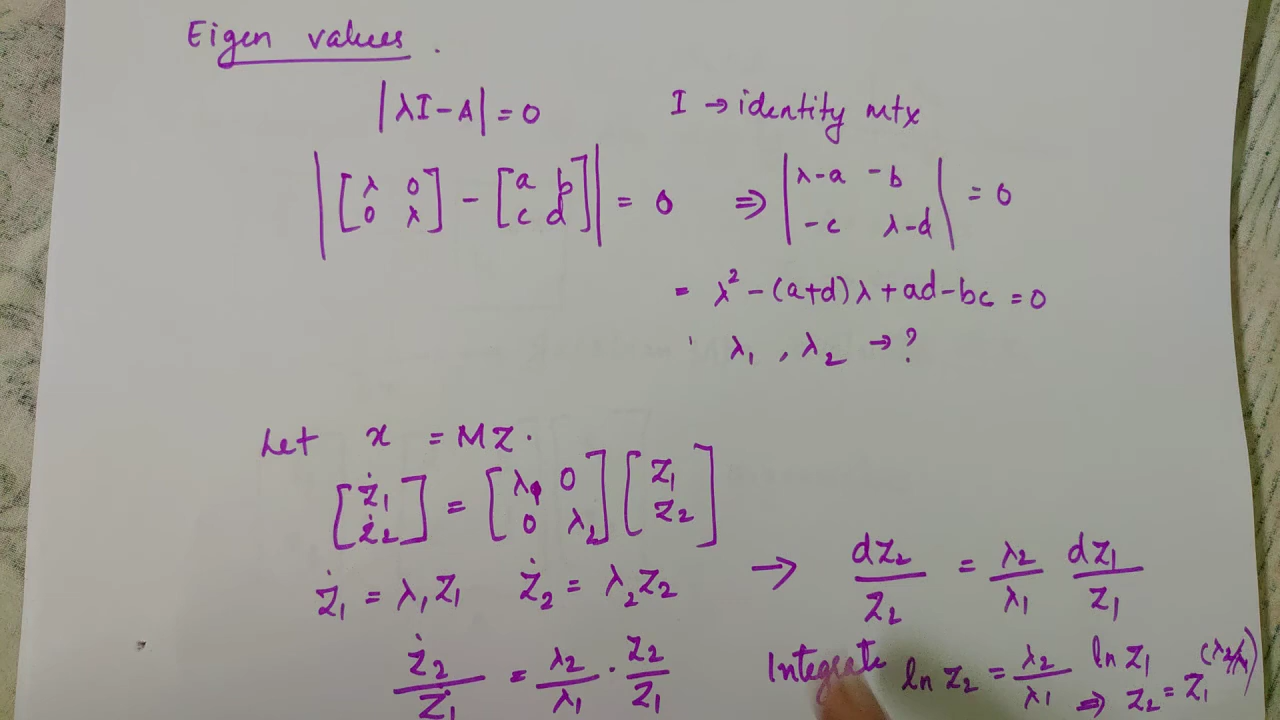 Eigen values .
|λI - A| = 0 I → identity mtx
|[λ 0 0 λ] - [a b c d]| = 0 ⇒ |λ-a -b -c λ-d| = 0
= λ² - (a+d)λ + ad - bc = 0
λ₁ , λ₂ → ?
Let x = MZ.
[ż₁ ż₂] = [λ₁ 0 0 λ₂] [z₁ z₂]
ż₁ = λ₁z₁ ż₂ = λ₂z₂ → dz₂/z₂ = λ₂/λ₁ dz₁/z₁
ż₂/ż₁ = λ₂/λ₁ · z₂/z₁ Integrate ln z₂ = λ₂/λ₁ ln z₁
⇒ z₂ = z₁^(λ₂/λ₁)